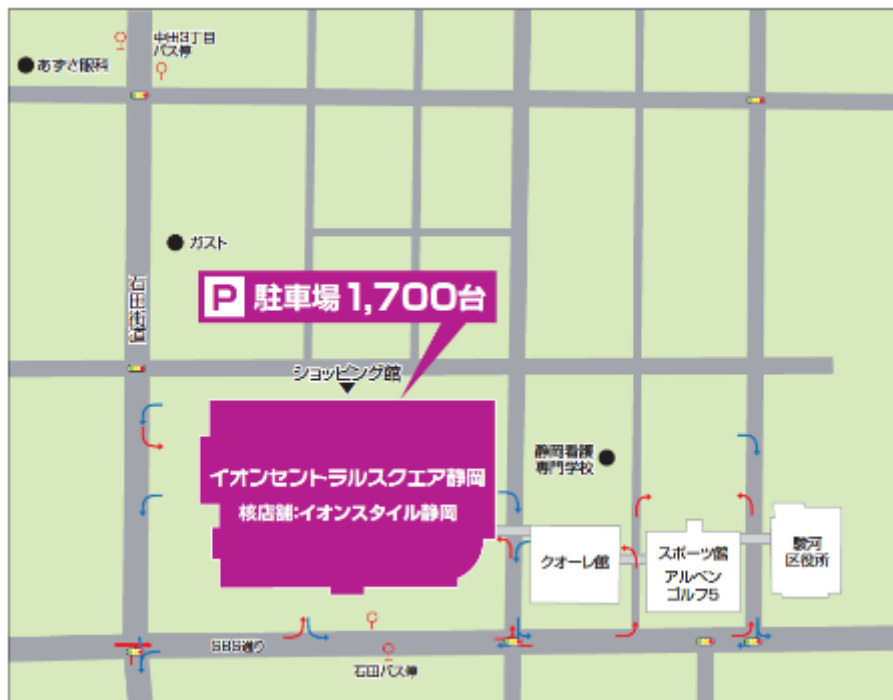 中田3丁目
バス停
あずさ眼科
ガスト
石田街道
P 駐車場1,700台
ショッピング館
イオンセントラルスクエア静岡
核店舗:イオンスタイル静岡
静岡看護
専門学校
クオーレ館
スポーツ館
アルペン
ゴルフ5
駿河
区役所
SBS通り
石田バス停